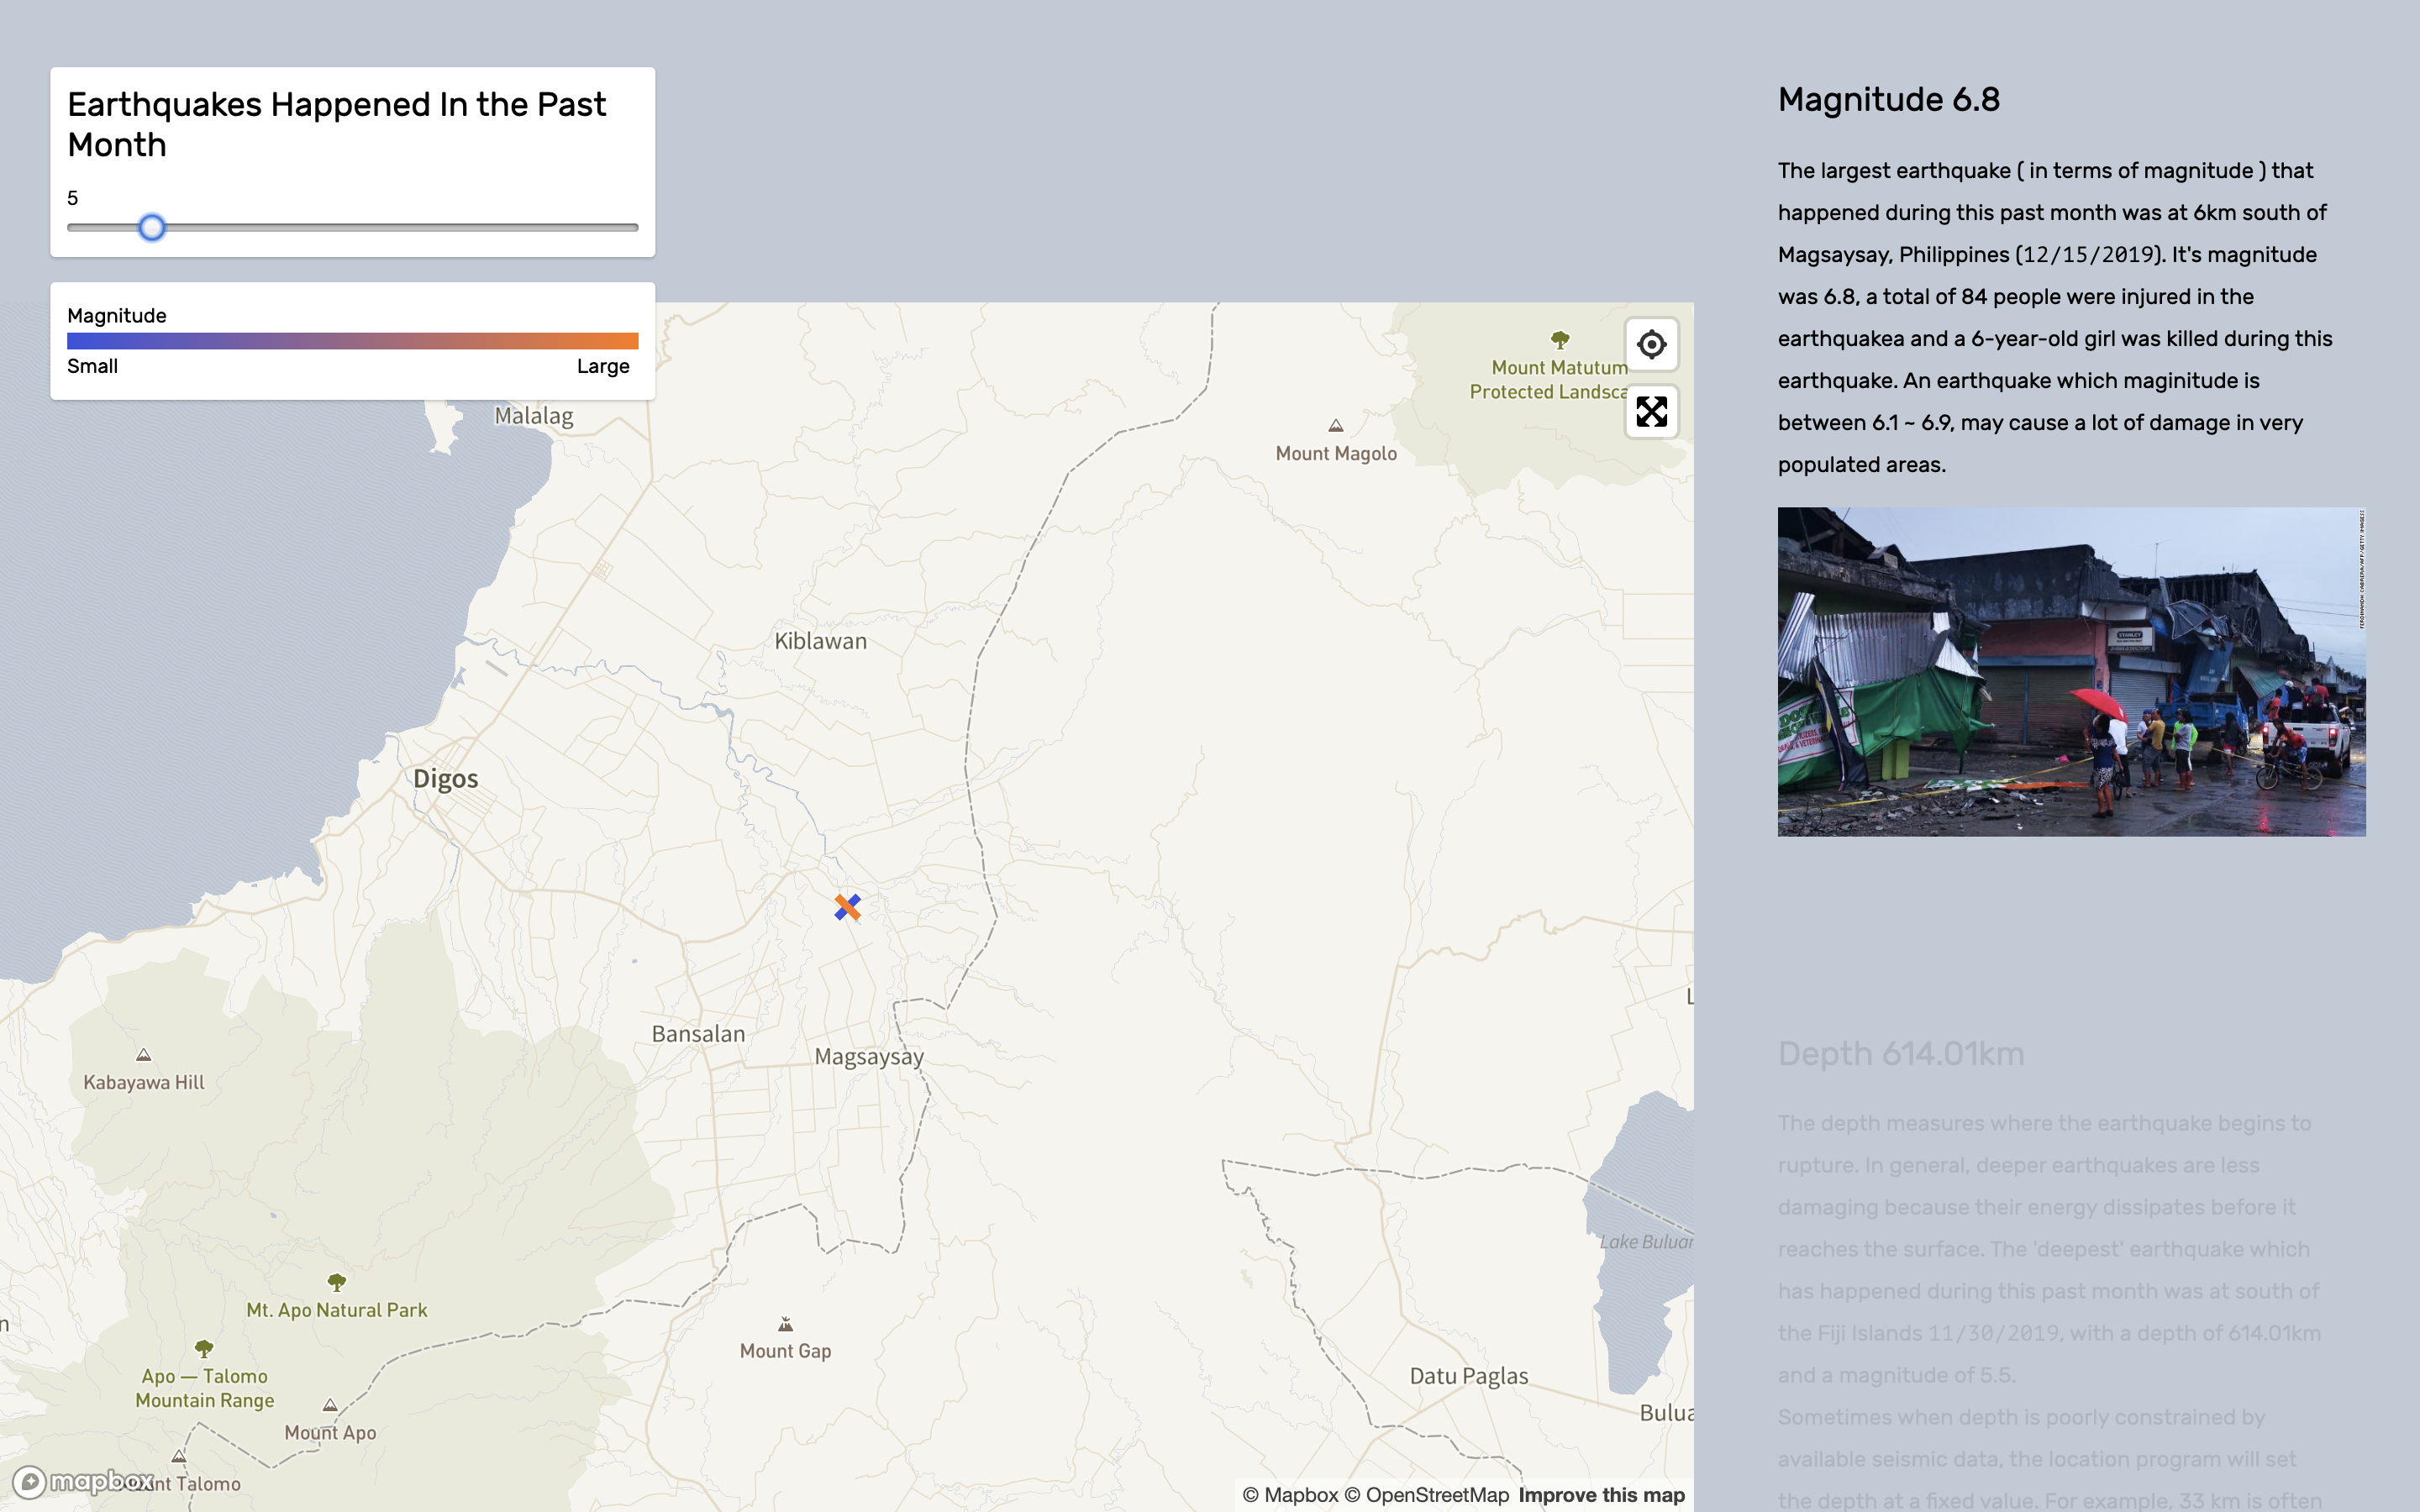 Earthquakes Happened In the Past
Month
5
Magnitude
Small
Large
Malalag
Mount Matutum
Protected Landsca
Mount Magolo
Kiblawan
Digos
Bansalan
Magsaysay
Kabayawa Hill
Mt. Apo Natural Park
Apo — Talomo
Mountain Range
Mount Apo
Mount Gap
Lake Buluan
Datu Paglas
Bulua
mapbox
nt Talomo
© Mapbox © OpenStreetMap Improve this map
Magnitude 6.8
The largest earthquake ( in terms of magnitude ) that
happened during this past month was at 6km south of
Magsaysay, Philippines (12/15/2019). It's magnitude
was 6.8, a total of 84 people were injured in the
earthquakea and a 6-year-old girl was killed during this
earthquake. An earthquake which maginitude is
between 6.1 ~ 6.9, may cause a lot of damage in very
populated areas.
STANLEY
Depth 614.01km
The depth measures where the earthquake begins to
rupture. In general, deeper earthquakes are less
damaging because their energy dissipates before it
reaches the surface. The 'deepest' earthquake which
has happened during this past month was at south of
the Fiji Islands 11/30/2019, with a depth of 614.01km
and a magnitude of 5.5.
Sometimes when depth is poorly constrained by
available seismic data, the location program will set
the depth at a fixed value. For example, 33 km is often